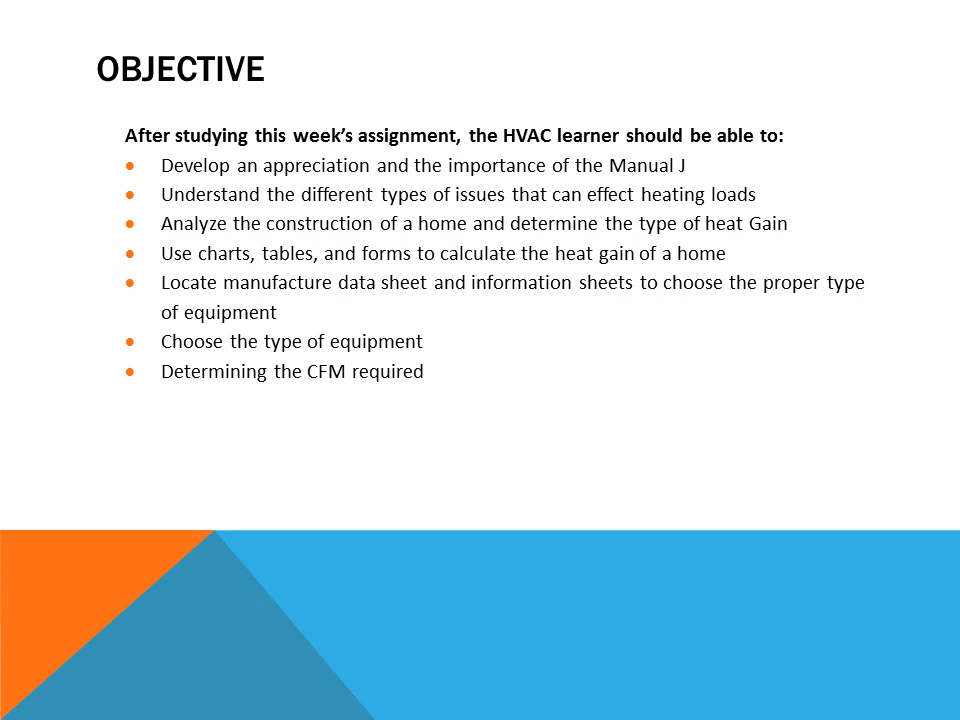 OBJECTIVE
After studying this week’s assignment, the HVAC learner should be able to:
• Develop an appreciation and the importance of the Manual J
• Understand the different types of issues that can effect heating loads
• Analyze the construction of a home and determine the type of heat Gain
• Use charts, tables, and forms to calculate the heat gain of a home
• Locate manufacture data sheet and information sheets to choose the proper type
of equipment
• Choose the type of equipment
• Determining the CFM required